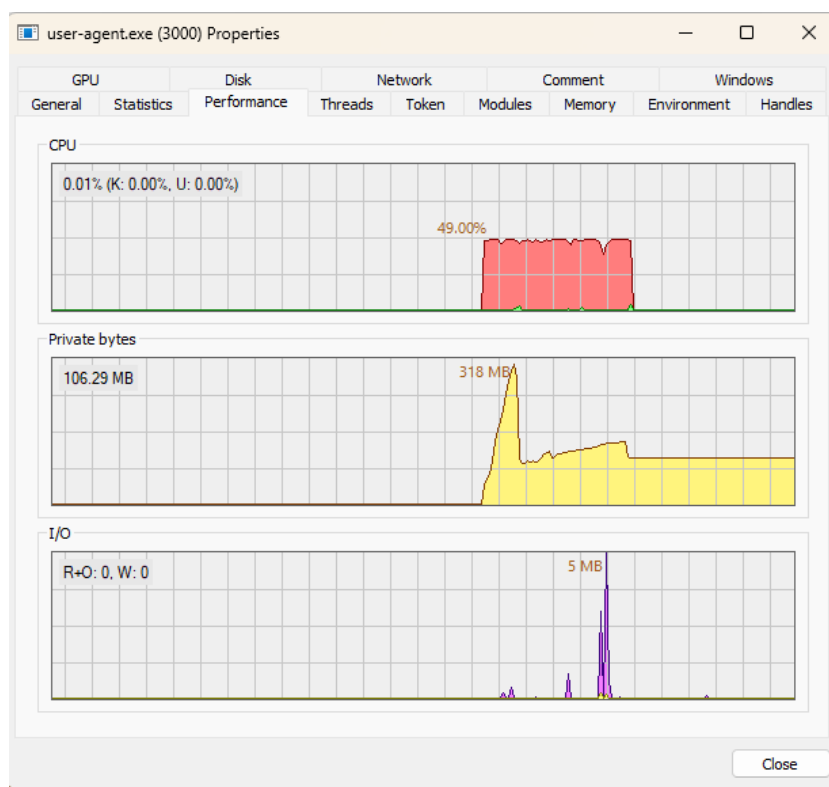 user-agent.exe (3000) Properties
GPU Disk Network Comment Windows
General Statistics Performance Threads Token Modules Memory Environment Handles
CPU
0.01% (K: 0.00%, U: 0.00%)
49.00%
Private bytes
106.29 MB
318 MB
I/O
R+O: 0, W: 0
5 MB
Close